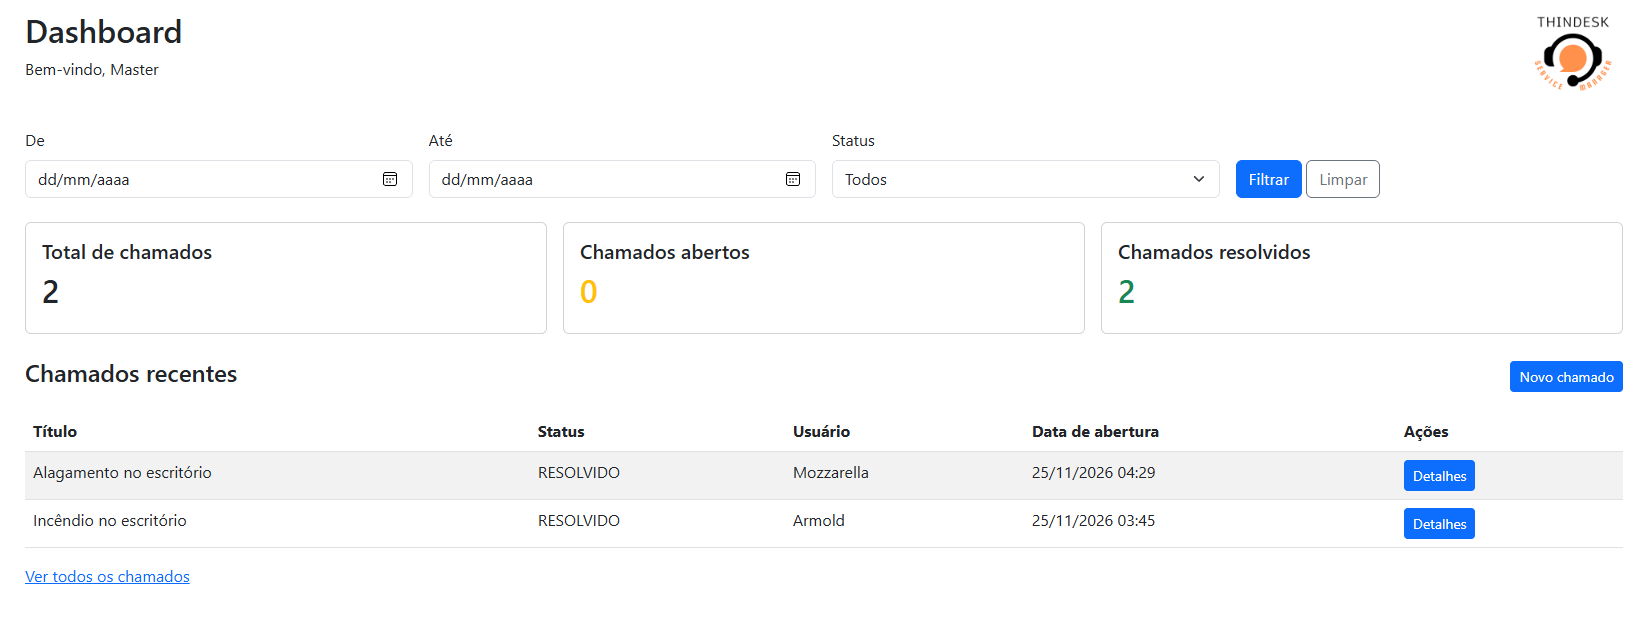 Dashboard
THINDESK
SERVICE MANAGER
Bem-vindo, Master
De Até Status
dd/mm/aaaa dd/mm/aaaa Todos Filtrar Limpar
Total de chamados Chamados abertos Chamados resolvidos
2 0 2
Chamados recentes Novo chamado
Título Status Usuário Data de abertura Ações
Alagamento no escritório RESOLVIDO Mozzarella 25/11/2026 04:29 Detalhes
Incêndio no escritório RESOLVIDO Armold 25/11/2026 03:45 Detalhes
Ver todos os chamados